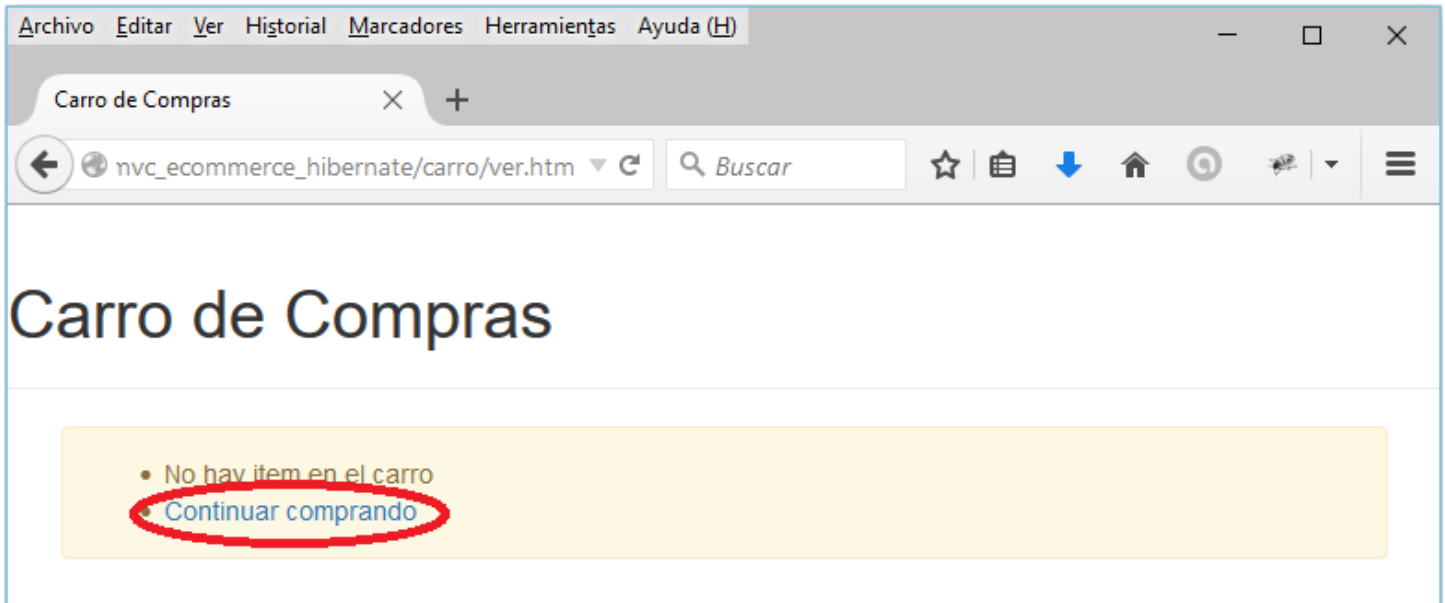 Archivo Editar Ver Historial Marcadores Herramientas Ayuda (H)
Carro de Compras
mvc_ecommerce_hibernate/carro/ver.htm Buscar
Carro de Compras
No hay item en el carro
Continuar comprando